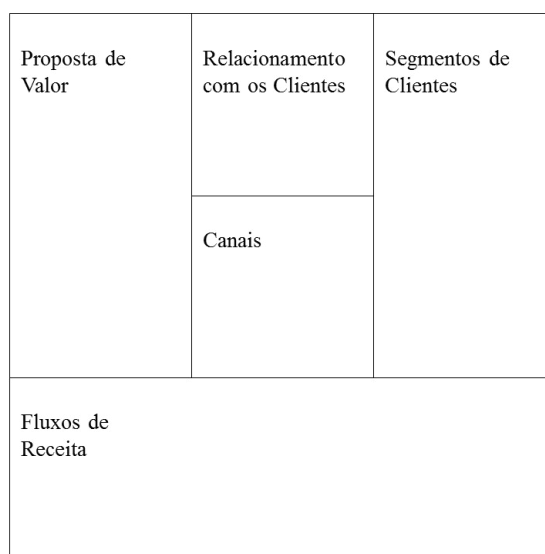 Proposta de
Valor
Relacionamento
com os Clientes
Segmentos de
Clientes
Canais
Fluxos de
Receita